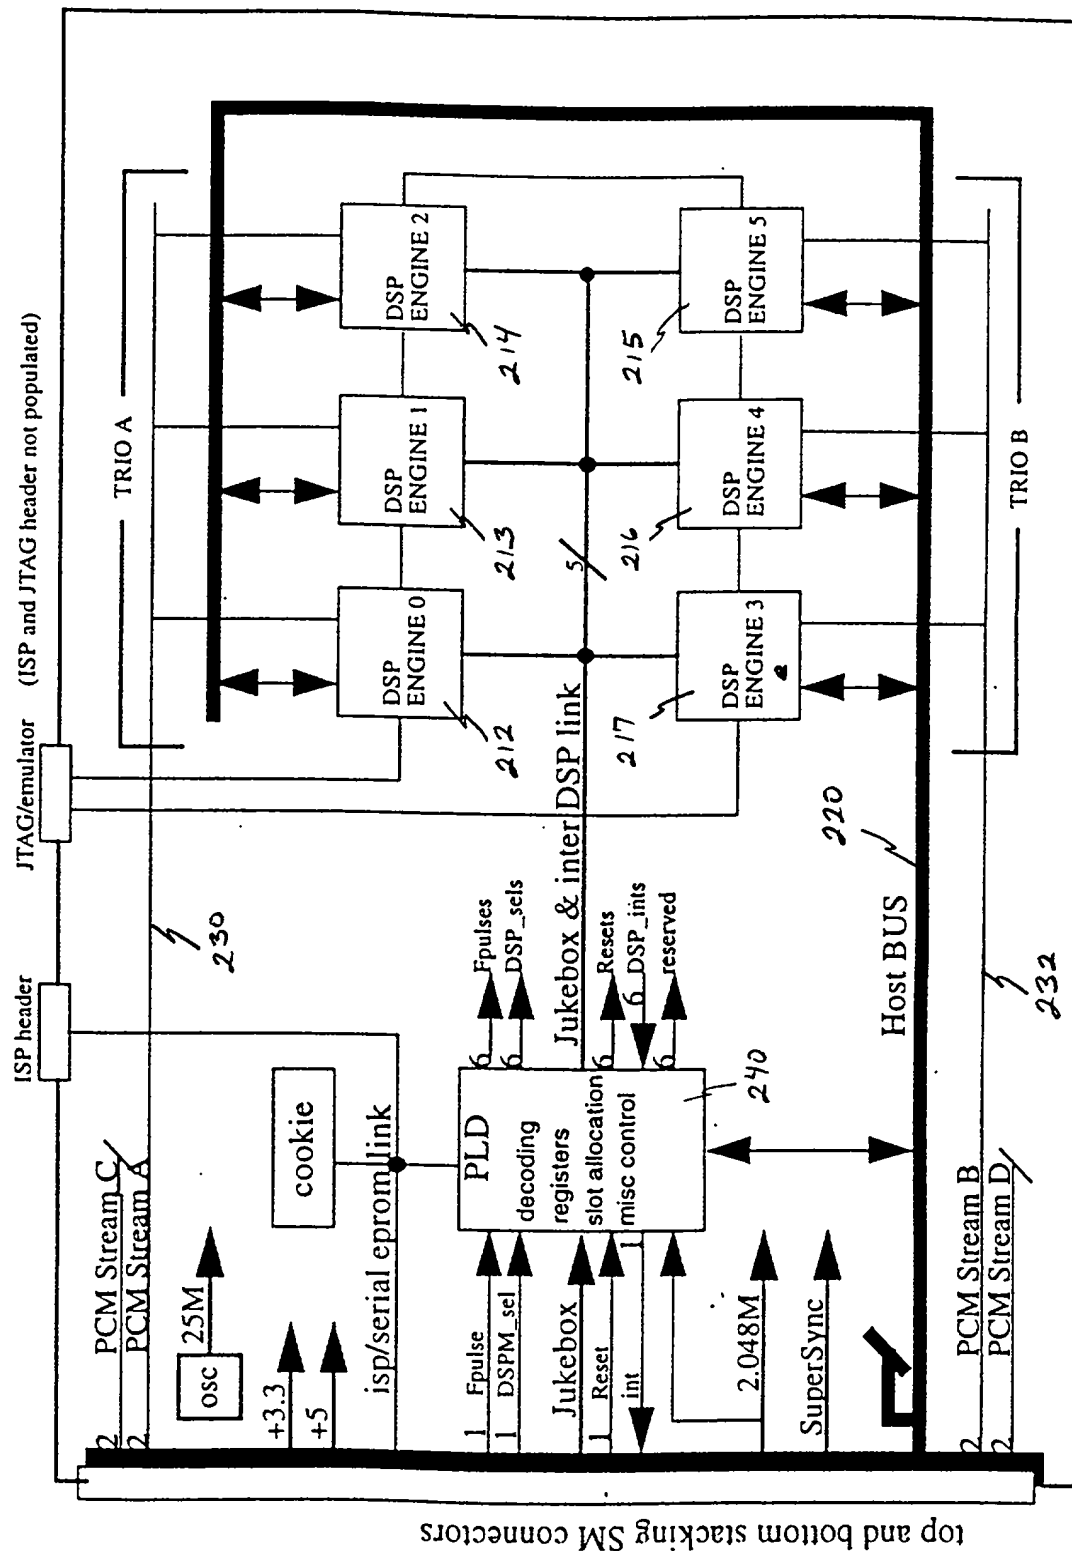 (ISP and JTAG header not populated)
JTAG/emulator
ISP header
TRIO A
230
PCM Stream C
2
PCM Stream A
2
osc
25M
+3.3
+5
cookie
isp/serial eprom link
DSP
ENGINE 0
212
DSP
ENGINE 1
213
DSP
ENGINE 2
214
1 Fpulse
1 DSPM_sel
Jukebox
1 Reset
int
1
PLD
decoding
registers
slot allocation
misc control
240
6
Fpulses
6
DSP_sels
Jukebox & inter DSP link
5
6
Resets
6 DSP_ints
6
reserved
DSP
ENGINE 3
217
DSP
ENGINE 4
216
DSP
ENGINE 5
215
2.048M
SuperSync
Host BUS
220
TRIO B
2
PCM Stream B
2
PCM Stream D
232
top and bottom stacking SM connectors